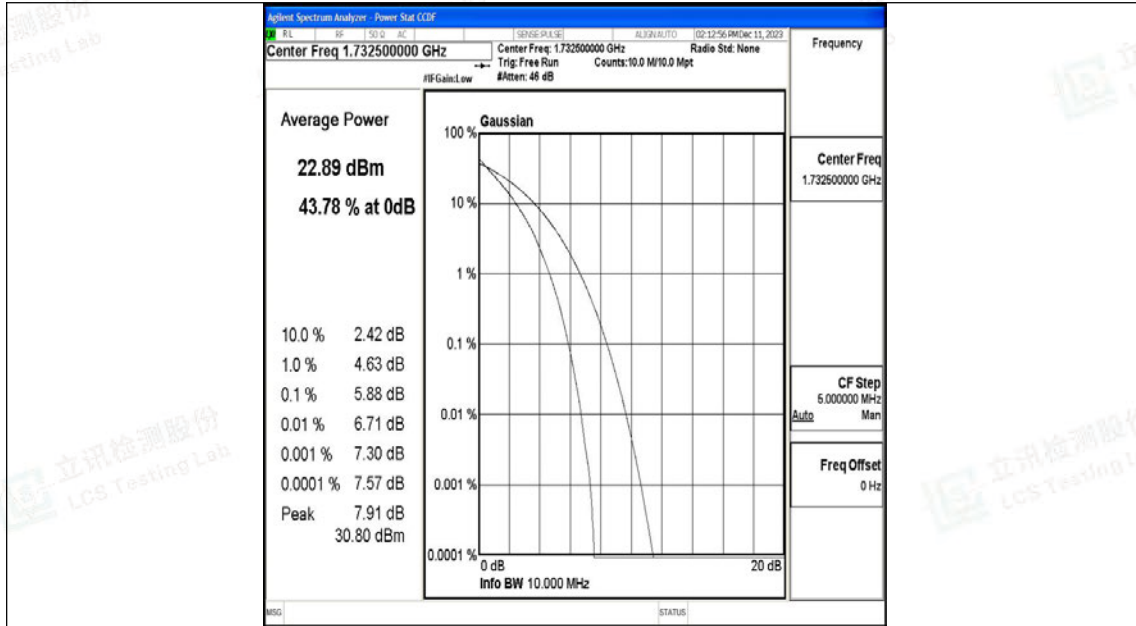 Agilent Spectrum Analyzer - Power Stat CCDF
RL RF 50 Ω AC SENSE:PULSE ALIGNAUTO 02:12:56 PM Dec 11, 2023
Center Freq 1.732500000 GHz
Center Freq: 1.732500000 GHz Radio Std: None
Trig: Free Run Counts:10.0 M/10.0 Mpt
#IFGain:Low #Atten: 46 dB
Frequency
Average Power
22.89 dBm
43.78 % at 0dB
10.0 % 2.42 dB
1.0 % 4.63 dB
0.1 % 5.88 dB
0.01 % 6.71 dB
0.001 % 7.30 dB
0.0001 % 7.57 dB
Peak 7.91 dB
30.80 dBm
Gaussian
100 %
10 %
1 %
0.1 %
0.01 %
0.001 %
0.0001 %
0 dB 20 dB
Info BW 10.000 MHz
Center Freq
1.732500000 GHz
CF Step
5.000000 MHz
Auto Man
Freq Offset
0 Hz
MSG STATUS
立讯检测股份
LCS Testing Lab
立讯检测股份